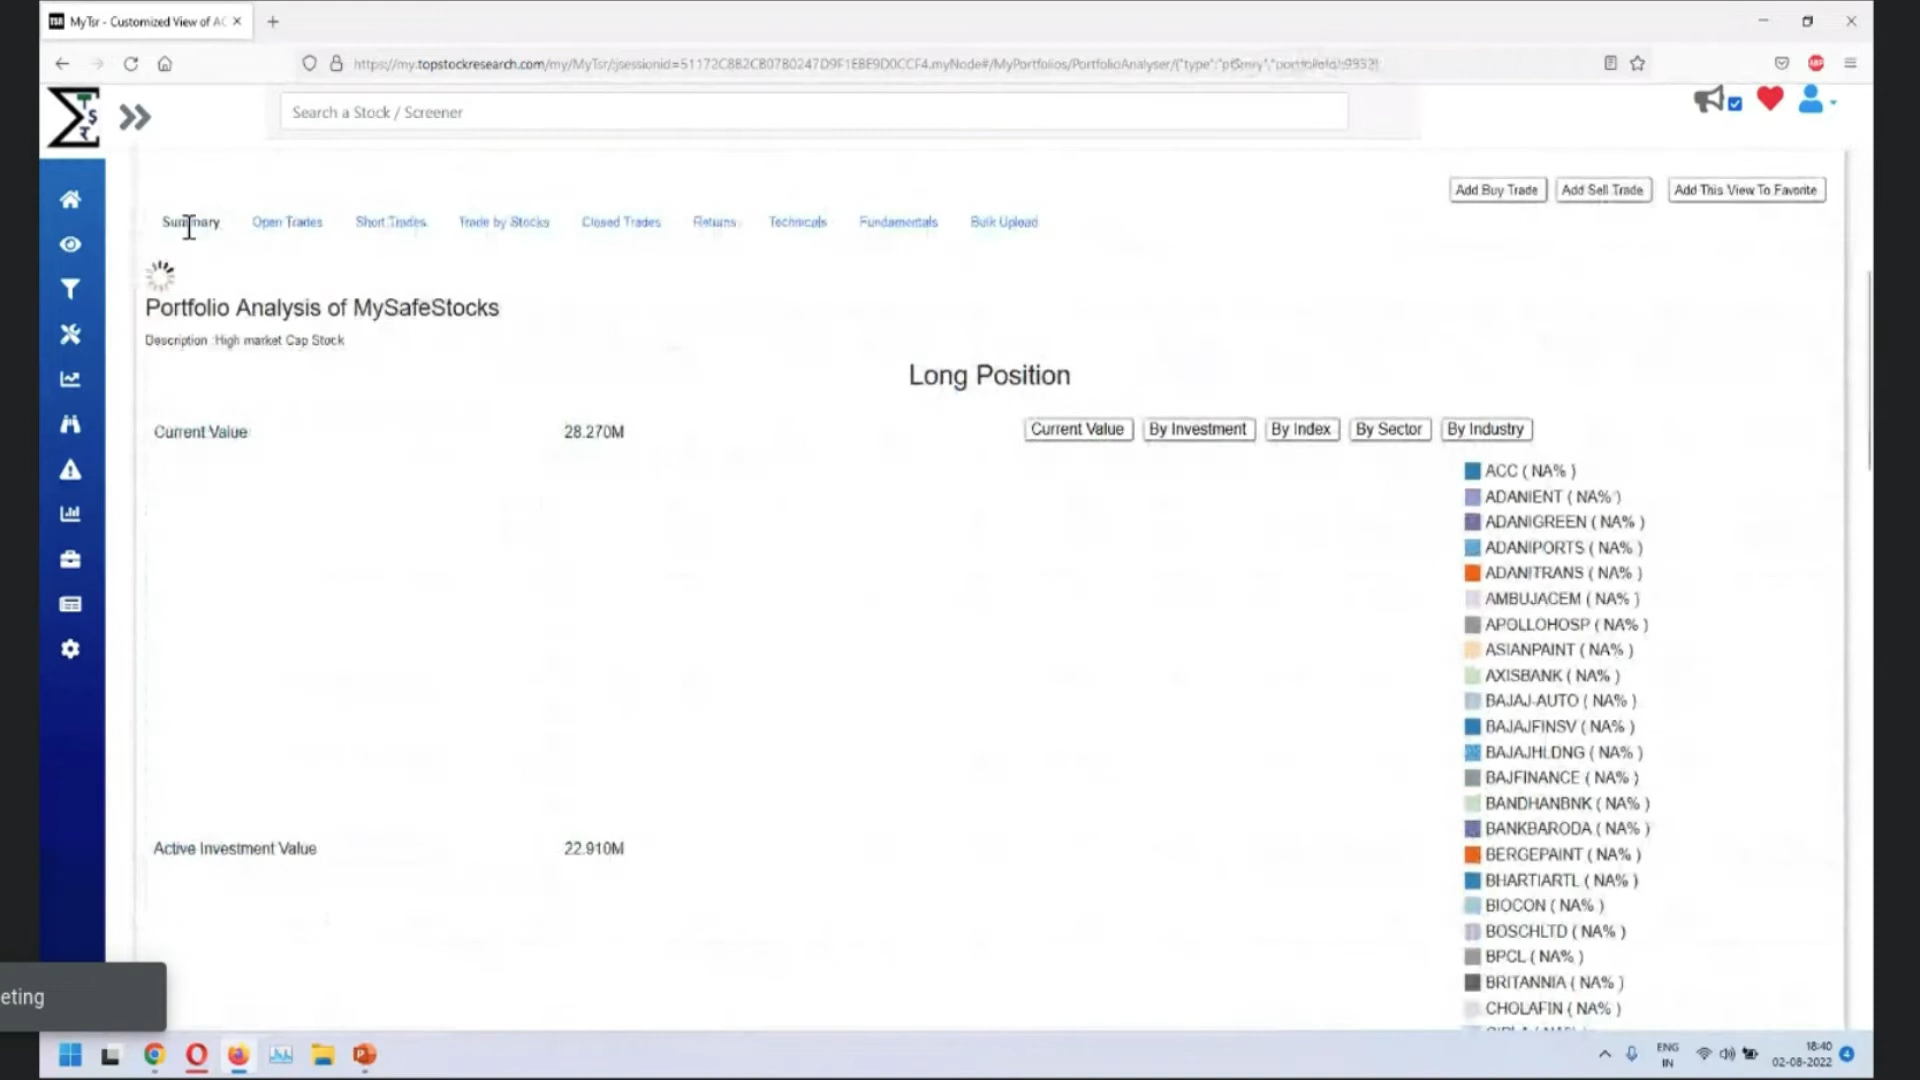 MyTsr - Customized View of AC
Search a Stock / Screener
Add Buy Trade Add Sell Trade Add This View To Favorite
Summary Open Trades Short Trades Trade by Stocks Closed Trades Returns Technicals Fundamentals Bulk Upload
Portfolio Analysis of MySafeStocks
Description :High market Cap Stock
Long Position
Current Value 28.270M
Current Value By Investment By Index By Sector By Industry
ACC ( NA% )
ADANIENT ( NA% )
ADANIGREEN ( NA% )
ADANIPORTS ( NA% )
ADANITRANS ( NA% )
AMBUJACEM ( NA% )
APOLLOHOSP ( NA% )
ASIANPAINT ( NA% )
AXISBANK ( NA% )
BAJAJ-AUTO ( NA% )
BAJAJFINSV ( NA% )
BAJAJHLDNG ( NA% )
BAJFINANCE ( NA% )
BANDHANBNK ( NA% )
BANKBARODA ( NA% )
Active Investment Value 22.910M
BERGEPAINT ( NA% )
BHARTIARTL ( NA% )
BIOCON ( NA% )
BOSCHLTD ( NA% )
BPCL ( NA% )
BRITANNIA ( NA% )
CHOLAFIN ( NA% )
eting
ENG
IN
18:40
02-08-2022
4